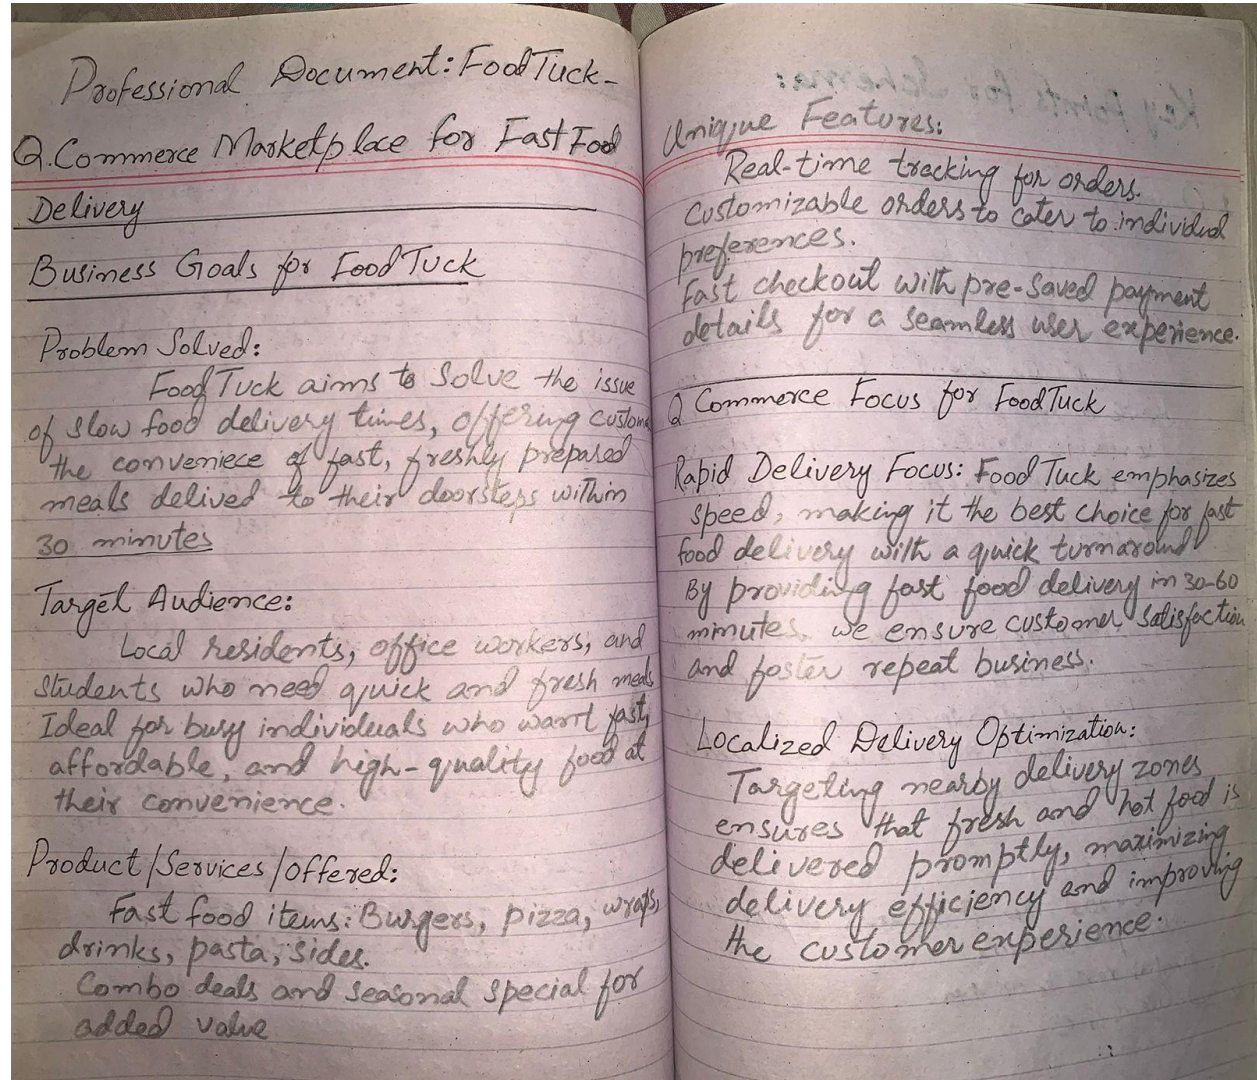 Professional Document: FoodTuck-
Q.Commerce Marketplace for Fast Food
Delivery
Business Goals for FoodTuck
Problem Solved:
FoodTuck aims to Solve the issue
of slow food delivery times, offering custom
the conveniece of fast, freshly prepared
meals delived to their doorsteps within
30 minutes
Target Audience:
Local residents, office workers, and
students who need quick and fresh meals
Ideal for busy individuals who want fast,
affordable, and high-quality food at
their convenience.
Product/Services/Offered:
Fast food items: Burgers, pizza, wraps,
drinks, pasta, sides.
Combo deals and seasonal special for
added value
Key Points for Schema:
Unique Features:
Real-time tracking for orders.
Customizable orders to cater to individual
preferences.
Fast checkout with pre-saved payment
details for a seamless user experience.
Q Commerce Focus for FoodTuck
Rapid Delivery Focus: FoodTuck emphasizes
speed, making it the best choice for fast
food delivery with a quick turnaround
By providing fast food delivery in 30-60
minutes, we ensure customer satisfaction
and foster repeat business.
Localized Delivery Optimization:
Targeting nearby delivery zones
ensures that fresh and hot food is
delivered promptly, maximizing
delivery efficiency and improving
the customer experience.